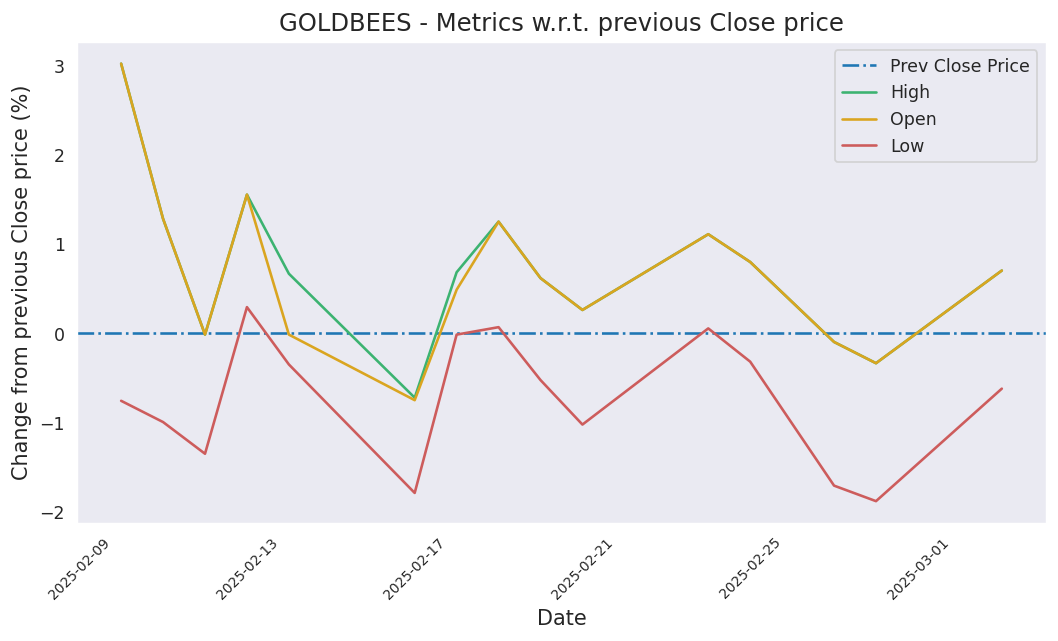 GOLDBEES - Metrics w.r.t. previous Close price
Prev Close Price
High
Open
Low
Change from previous Close price (%)
3
2
1
0
−1
−2
2025-02-09
2025-02-13
2025-02-17
2025-02-21
2025-02-25
2025-03-01
Date